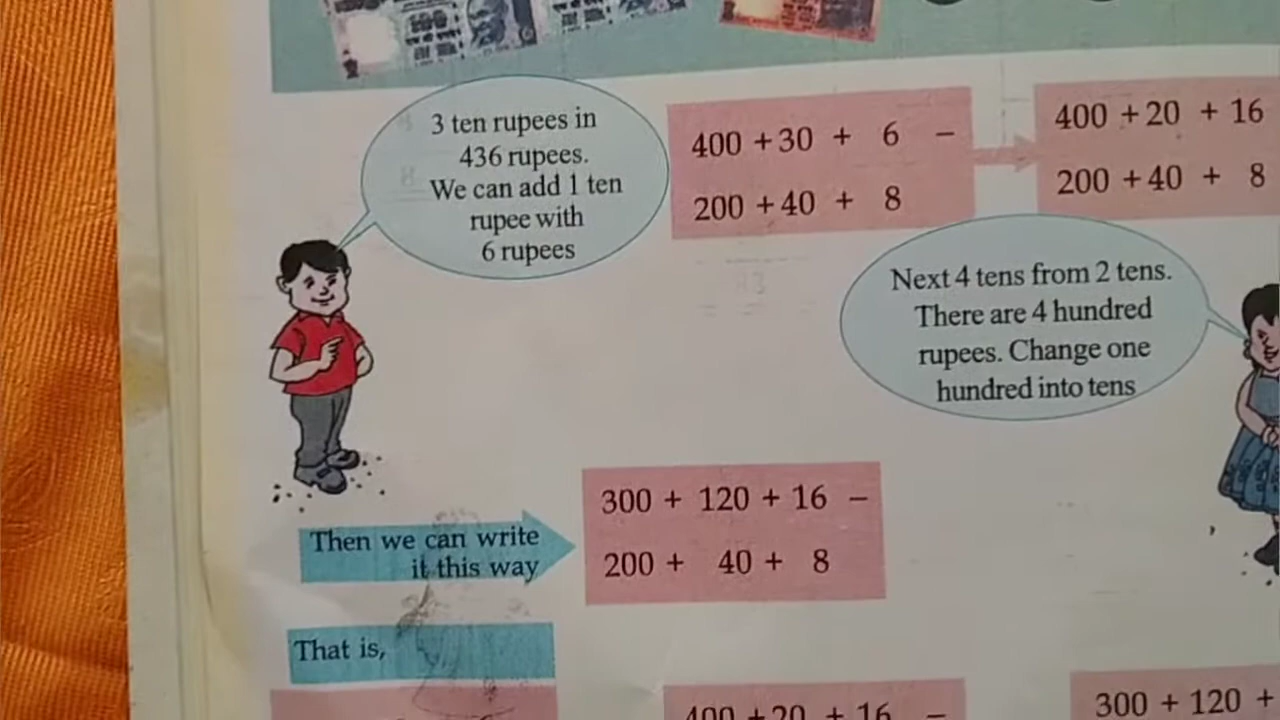 3 ten rupees in
436 rupees.
We can add 1 ten
rupee with
6 rupees
400 + 30 + 6 –
200 + 40 + 8
400 + 20 + 16
200 + 40 + 8
Next 4 tens from 2 tens.
There are 4 hundred
rupees. Change one
hundred into tens
Then we can write
it this way
300 + 120 + 16 –
200 + 40 + 8
That is,
400 + 20 + 16 –
300 + 120 +